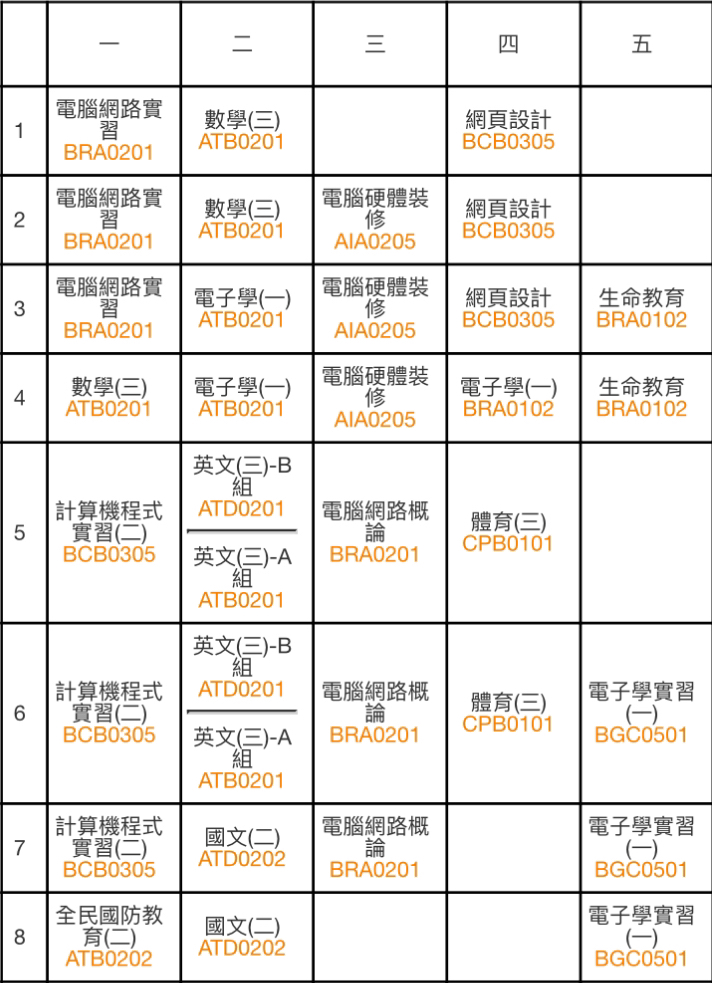 一 二 三 四 五
1 電腦網路實習 BRA0201 數學(三) ATB0201 網頁設計 BCB0305
2 電腦網路實習 BRA0201 數學(三) ATB0201 電腦硬體裝修 AIA0205 網頁設計 BCB0305
3 電腦網路實習 BRA0201 電子學(一) ATB0201 電腦硬體裝修 AIA0205 網頁設計 BCB0305 生命教育 BRA0102
4 數學(三) ATB0201 電子學(一) ATB0201 電腦硬體裝修 AIA0205 電子學(一) BRA0102 生命教育 BRA0102
5 計算機程式實習(二) BCB0305 英文(三)-B組 ATD0201 英文(三)-A組 ATB0201 電腦網路概論 BRA0201 體育(三) CPB0101
6 計算機程式實習(二) BCB0305 英文(三)-B組 ATD0201 英文(三)-A組 ATB0201 電腦網路概論 BRA0201 體育(三) CPB0101 電子學實習(一) BGC0501
7 計算機程式實習(二) BCB0305 國文(二) ATD0202 電腦網路概論 BRA0201 電子學實習(一) BGC0501
8 全民國防教育(二) ATB0202 國文(二) ATD0202 電子學實習(一) BGC0501